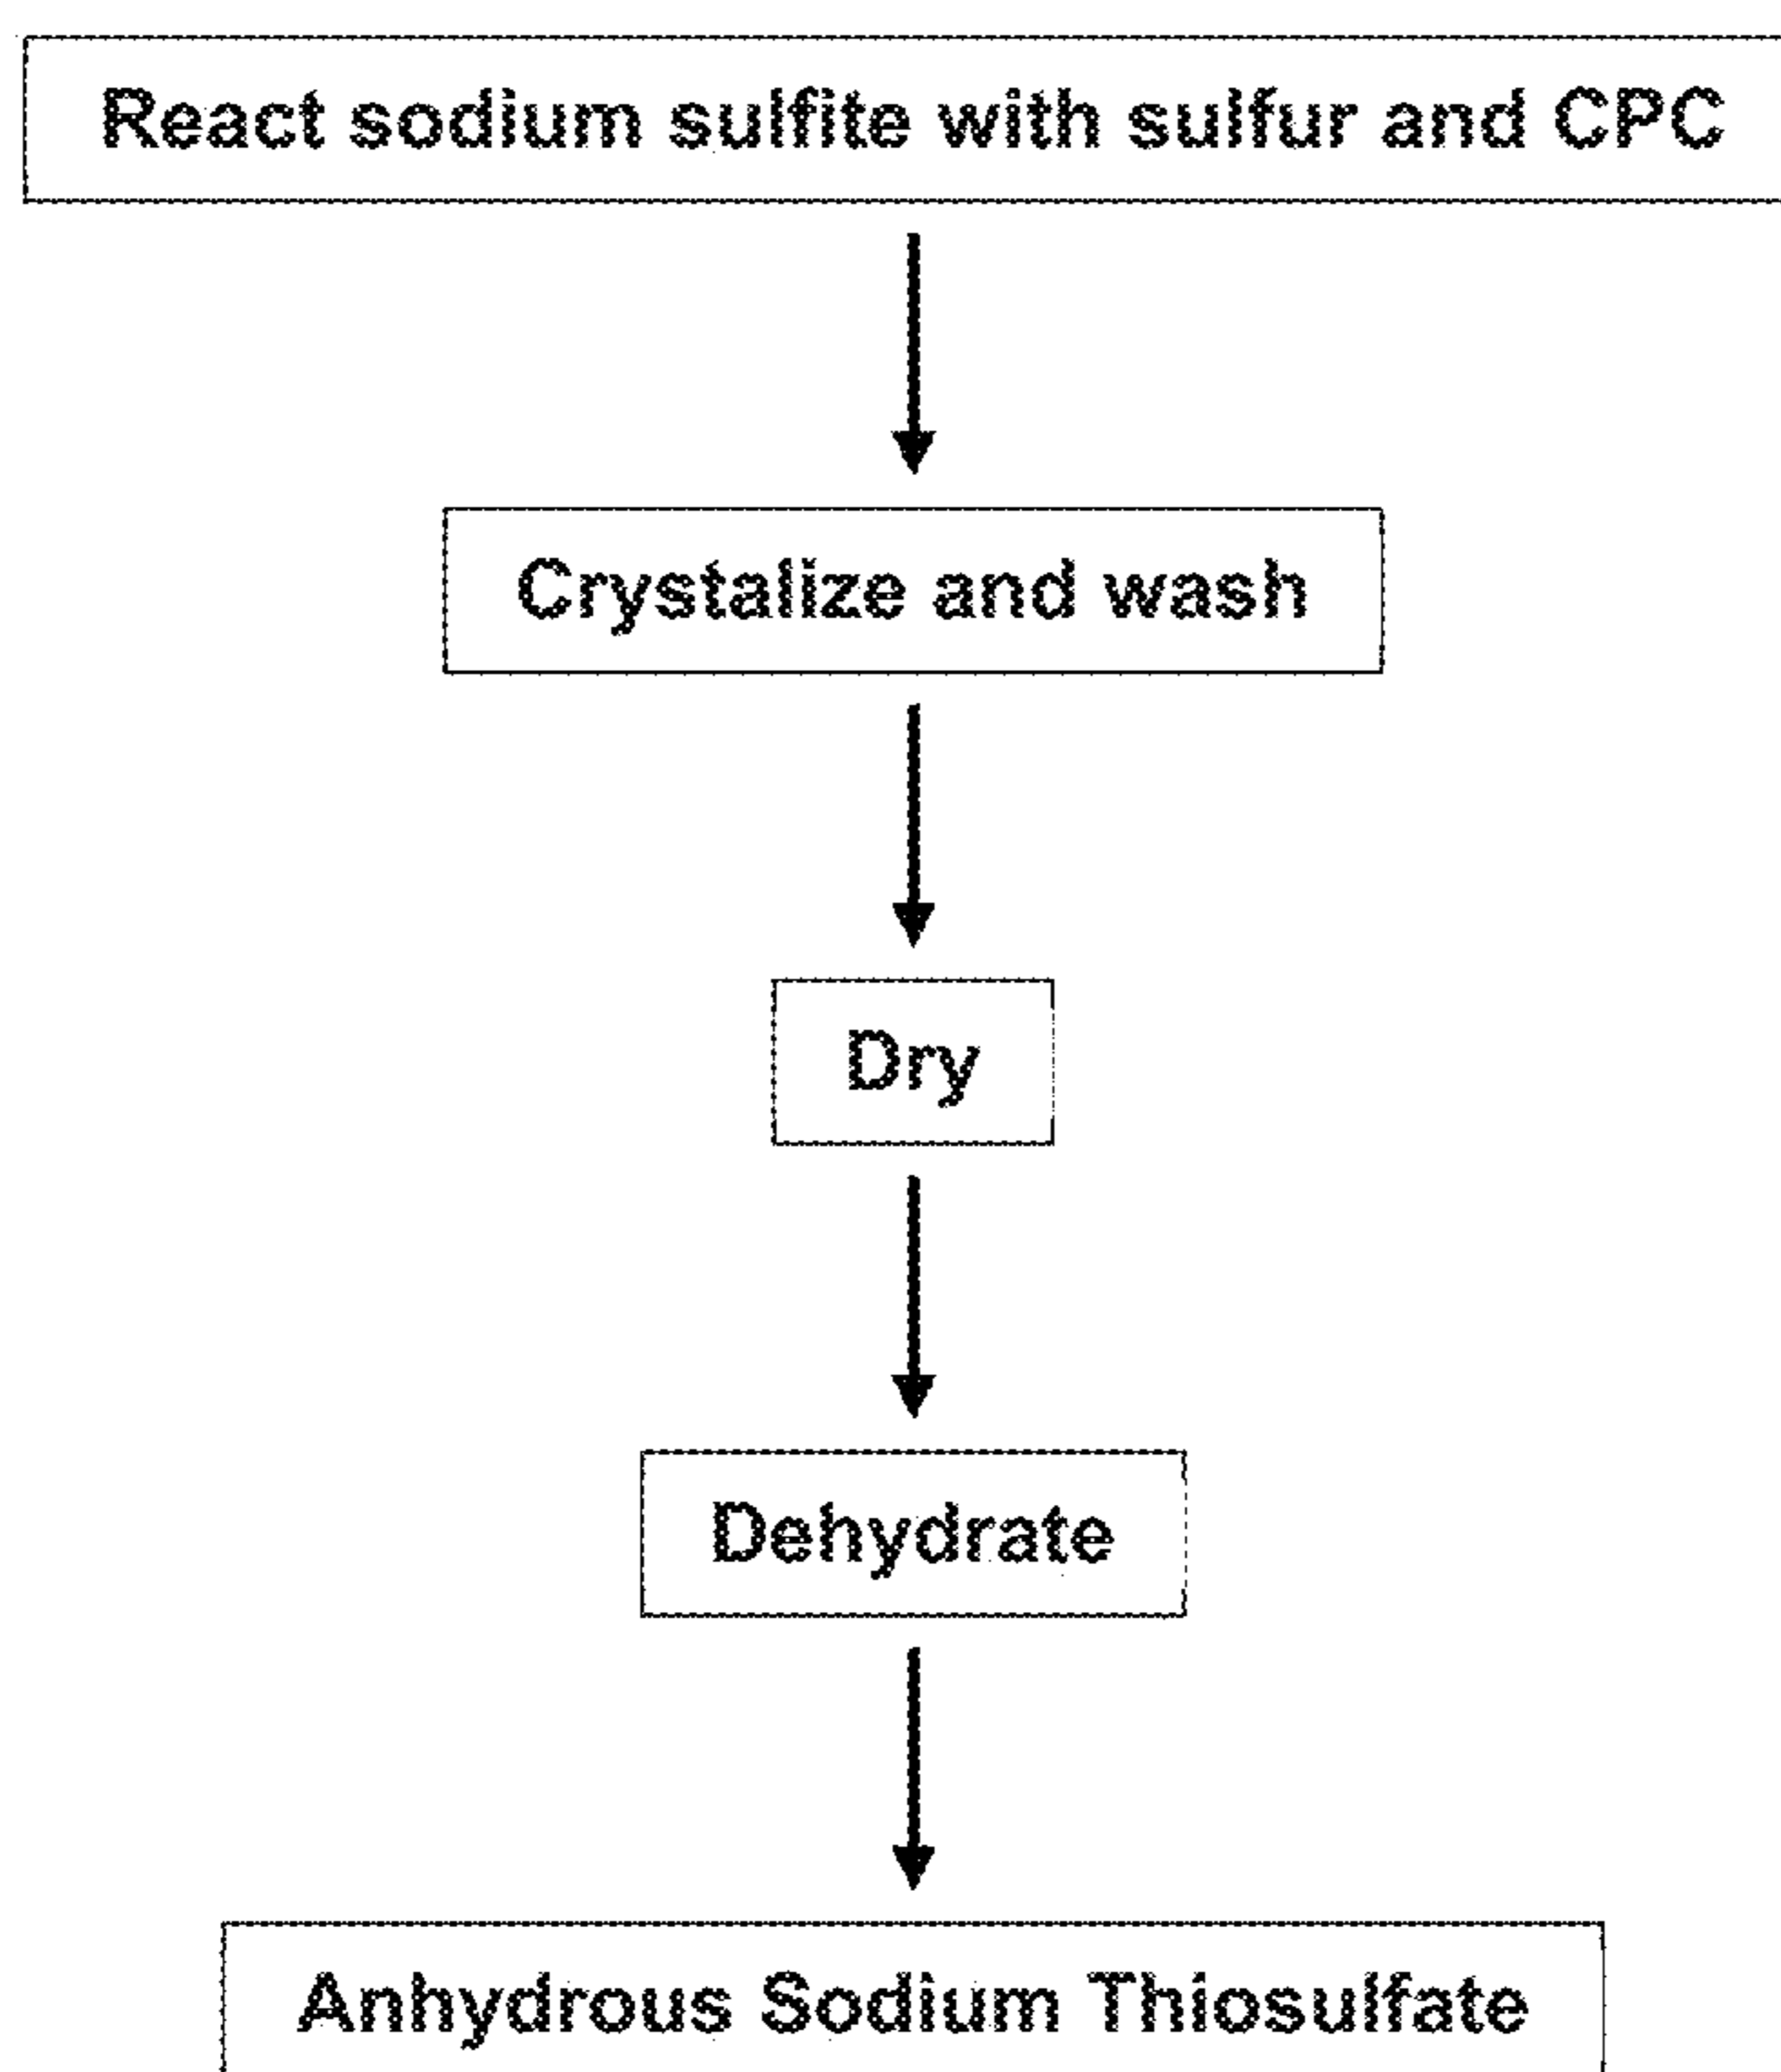 React sodium sulfite with sulfur and CPC
Crystalize and wash
Dry
Dehydrate
Anhydrous Sodium Thiosulfate